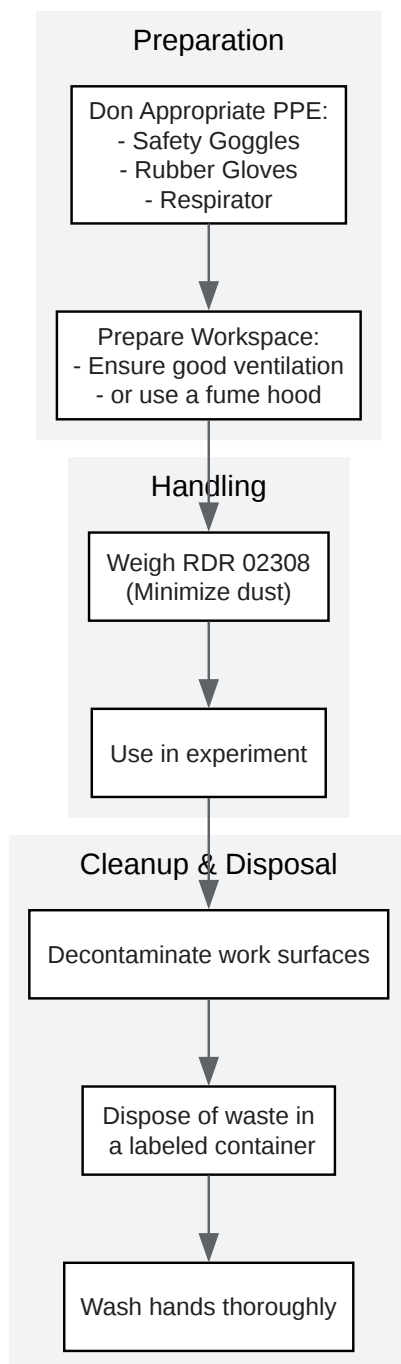 Preparation
Don Appropriate PPE:
- Safety Goggles
- Rubber Gloves
- Respirator
Prepare Workspace:
- Ensure good ventilation
- or use a fume hood
Handling
Weigh RDR 02308
(Minimize dust)
Use in experiment
Cleanup & Disposal
Decontaminate work surfaces
Dispose of waste in
a labeled container
Wash hands thoroughly